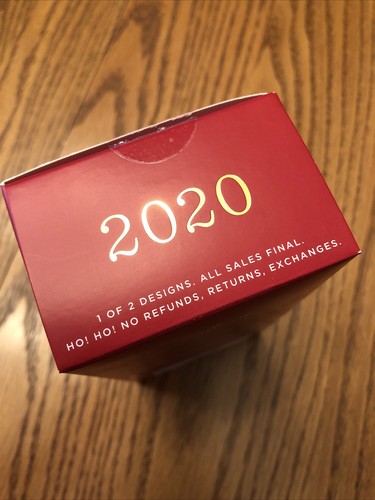 2020
1 OF 2 DESIGNS. ALL SALES FINAL.
HO! HO! NO REFUNDS, RETURNS, EXCHANGES.